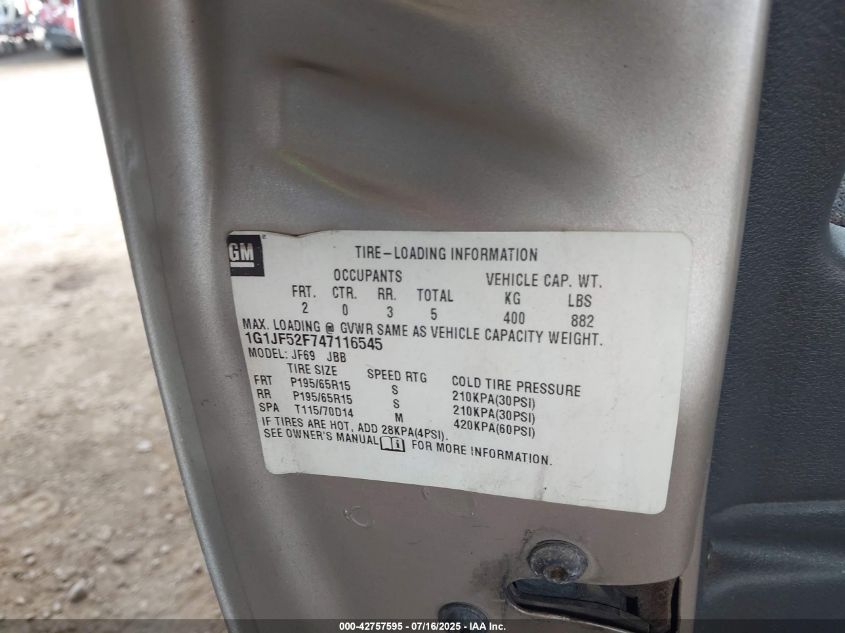 GM
TIRE-LOADING INFORMATION
OCCUPANTS VEHICLE CAP. WT.
FRT. CTR. RR. TOTAL KG LBS
2 0 3 5 400 882
MAX. LOADING @ GVWR SAME AS VEHICLE CAPACITY WEIGHT.
1G1JF52F747116545
MODEL: JF69 JBB
TIRE SIZE SPEED RTG COLD TIRE PRESSURE
FRT P195/65R15 S 210KPA(30PSI)
RR P195/65R15 S 210KPA(30PSI)
SPA T115/70D14 M 420KPA(60PSI)
IF TIRES ARE HOT, ADD 28KPA(4PSI).
SEE OWNER'S MANUAL i FOR MORE INFORMATION.
000-42757595 - 07/16/2025 - IAA Inc.